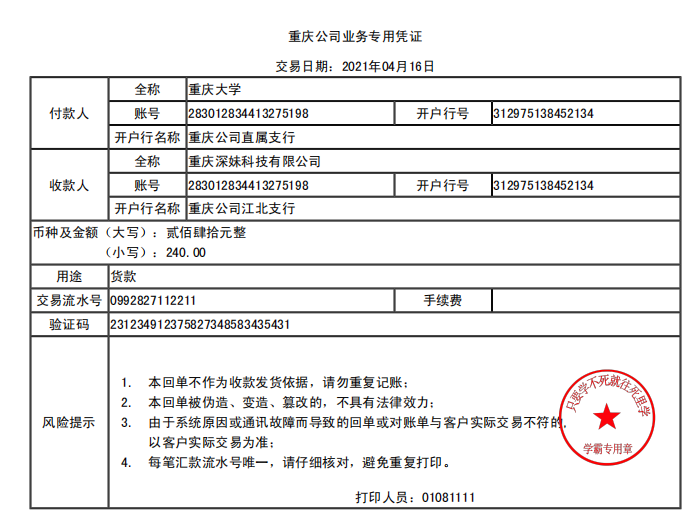 重庆公司业务专用凭证
交易日期：2021年04月16日
付款人
全称 重庆大学
账号 283012834413275198 开户行号 312975138452134
开户行名称 重庆公司直属支行
收款人
全称 重庆深妹科技有限公司
账号 283012834413275198 开户行号 312975138452134
开户行名称 重庆公司江北支行
币种及金额（大写）：贰佰肆拾元整
（小写）：240.00
用途 货款
交易流水号 0992827112211 手续费
验证码 231234912375827348583435431
风险提示
1. 本回单不作为收款发货依据，请勿重复记账；
2. 本回单被伪造、变造、篡改的，不具有法律效力；
3. 由于系统原因或通讯故障而导致的回单或对账单与客户实际交易不符的，
以客户实际交易为准；
4. 每笔汇款流水号唯一，请仔细核对，避免重复打印。
只要学不死就往死里学
学霸专用章
打印人员：01081111